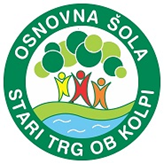 OSNOVNA ŠOLA
STARI TRG OB KOLPI